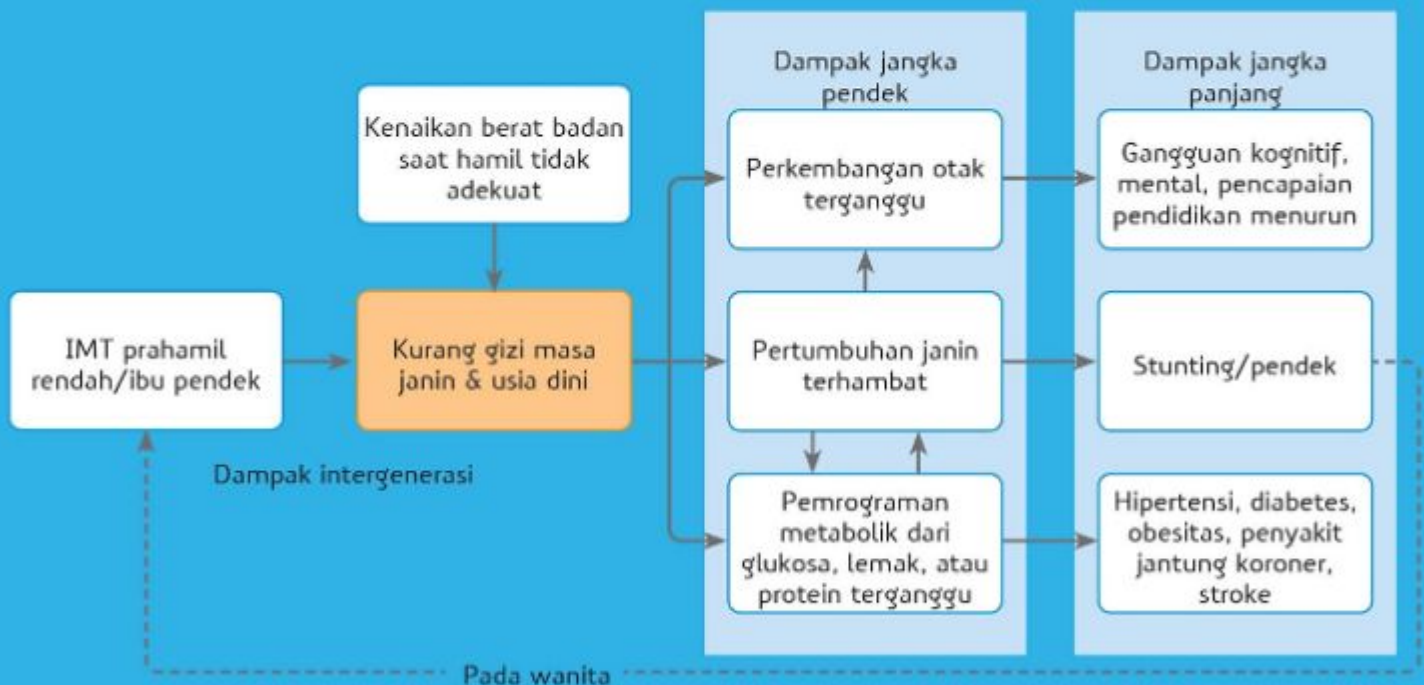 Dampak jangka
pendek
Dampak jangka
panjang
Kenaikan berat badan
saat hamil tidak
adekuat
Perkembangan otak
terganggu
Gangguan kognitif,
mental, pencapaian
pendidikan menurun
IMT prahamil
rendah/ibu pendek
Kurang gizi masa
janin & usia dini
Pertumbuhan janin
terhambat
Stunting/pendek
Dampak intergenerasi
Pemrograman
metabolik dari
glukosa, lemak, atau
protein terganggu
Hipertensi, diabetes,
obesitas, penyakit
jantung koroner,
stroke
Pada wanita